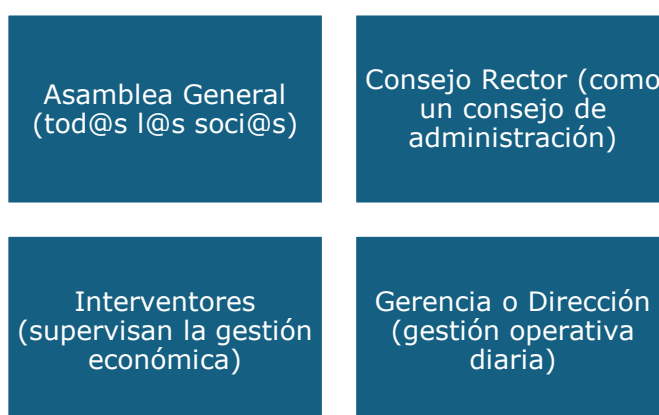 Asamblea General
(tod@s l@s soci@s)
Consejo Rector (como
un consejo de
administración)
Interventores
(supervisan la gestión
económica)
Gerencia o Dirección
(gestión operativa
diaria)